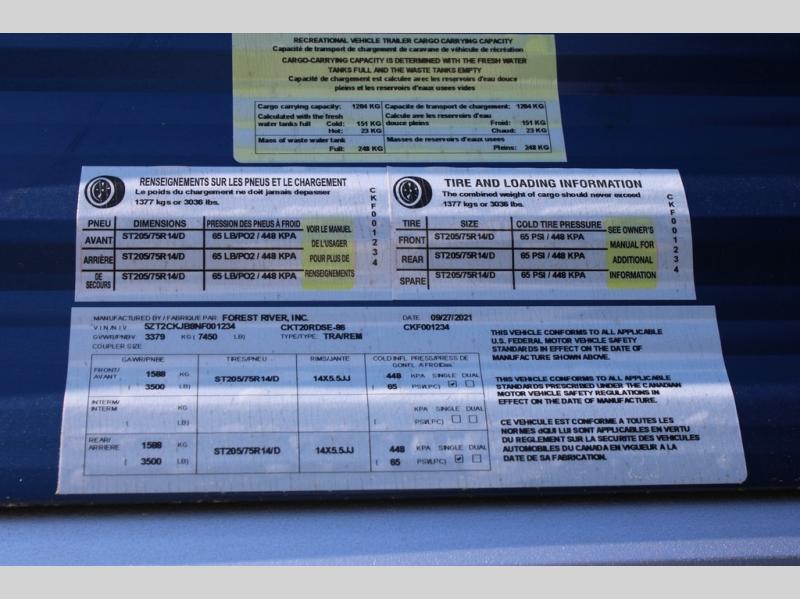 RECREATIONAL VEHICLE TRAILER CARGO CARRYING CAPACITY
Capacité de transport de chargement de caravane de véhicule de récréation
CARGO-CARRYING CAPACITY IS DETERMINED WITH THE FRESH WATER
TANKS FULL AND THE WASTE TANKS EMPTY
Capacité de chargement est calculée avec les reservoirs d'eau douce
pleins et les reservoirs d'eaux usees vides
Cargo carrying capacity: 1204 KG Capacite de transport de chargement: 1204 KG
Calculated with the fresh Calcule avec les reservoirs d'eau
water tanks full Cold: 151 KG douce pleins Froid: 151 KG
Hot: 23 KG Chaud: 23 KG
Mass of waste water tank Masses de reservoirs d'eaux usees
Full: 248 KG Pleins: 248 KG
RENSEIGNEMENTS SUR LES PNEUS ET LE CHARGEMENT
Le poids du chargement ne doit jamais depasser
1377 kgs or 3036 lbs.
PNEU DIMENSIONS PRESSION DES PNEUS À FROID
AVANT ST205/75R14/D 65 LB/PO2 / 448 KPA
ARRIÈRE ST205/75R14/D 65 LB/PO2 / 448 KPA
DE SECOURS ST205/75R14/D 65 LB/PO2 / 448 KPA
VOIR LE MANUEL
DE L'USAGER
POUR PLUS DE
RENSEIGNEMENTS
CKF001234
TIRE AND LOADING INFORMATION
The combined weight of cargo should never exceed
1377 kgs or 3036 lbs.
TIRE SIZE COLD TIRE PRESSURE
FRONT ST205/75R14/D 65 PSI / 448 KPA
REAR ST205/75R14/D 65 PSI / 448 KPA
SPARE ST205/75R14/D 65 PSI / 448 KPA
SEE OWNER'S
MANUAL FOR
ADDITIONAL
INFORMATION
CKF001234
MANUFACTURED BY / FABRIQUE PAR FOREST RIVER, INC. DATE 09/27/2021
V.I.N./N.I.V 5ZT2CKJB8NF001234 CKT20RDSE-86 CKF001234
GVWR/PNBV 3379 KG ( 7450 LB) TYPE/TYPE: TRA/REM
COUPLER SIZE
GAWR/PNBE TIRES/PNEU RIMS/JANTE COLD INFL. PRESS/PRESS DE
GONFL A FROID
FRONT/ AVANT 1588 KG ST205/75R14/D 14X5.5JJ 448 KPA SINGLE DUAL
( 3500 LB) ( 65 PSI/LPC)
INTERM/ INTERM KG KPA SINGLE DUAL
( LB) ( PSI/LPC)
REAR/ ARRIERE 1588 KG ST205/75R14/D 14X5.5JJ 448 KPA SINGLE DUAL
( 3500 LB) ( 65 PSI/LPC)
THIS VEHICLE CONFORMS TO ALL APPLICABLE
U.S. FEDERAL MOTOR VEHICLE SAFETY
STANDARDS IN EFFECT ON THE DATE OF
MANUFACTURE SHOWN ABOVE.
THIS VEHICLE CONFORMS TO ALL APPLICABLE
STANDARDS PRESCRIBED UNDER THE CANADIAN
MOTOR VEHICLE SAFETY REGULATIONS IN
EFFECT ON THE DATE OF MANUFACTURE.
CE VEHICULE EST CONFORME A TOUTES LES
NORMES dQUI LUI SONT APPLICABLES EN VERTU
DU REGLEMENT SUR LA SECURITE DES VEHICULES
AUTOMOBILES DU CANADA EN VIGUEUR A LA
DATE DE SA FABRICATION.